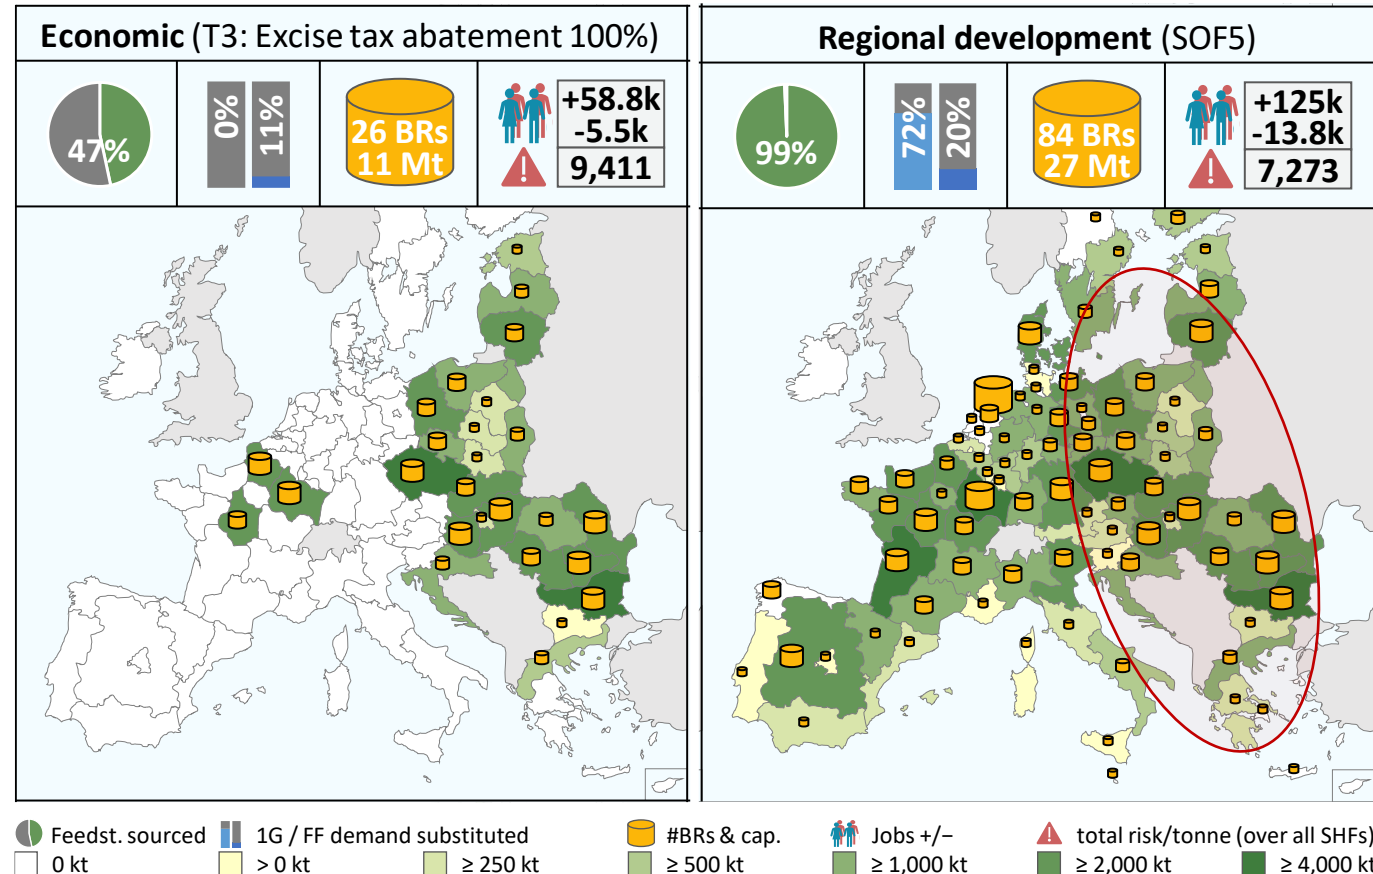 Economic (T3: Excise tax abatement 100%)
47%
0%
11%
26 BRs
11 Mt
+58.8k
-5.5k
9,411
Regional development (SOF5)
99%
72%
20%
84 BRs
27 Mt
+125k
-13.8k
7,273
Feedst. sourced
1G / FF demand substituted
#BRs & cap.
Jobs +/−
total risk/tonne (over all SHFs)
0 kt
> 0 kt
≥ 250 kt
≥ 500 kt
≥ 1,000 kt
≥ 2,000 kt
≥ 4,000 kt